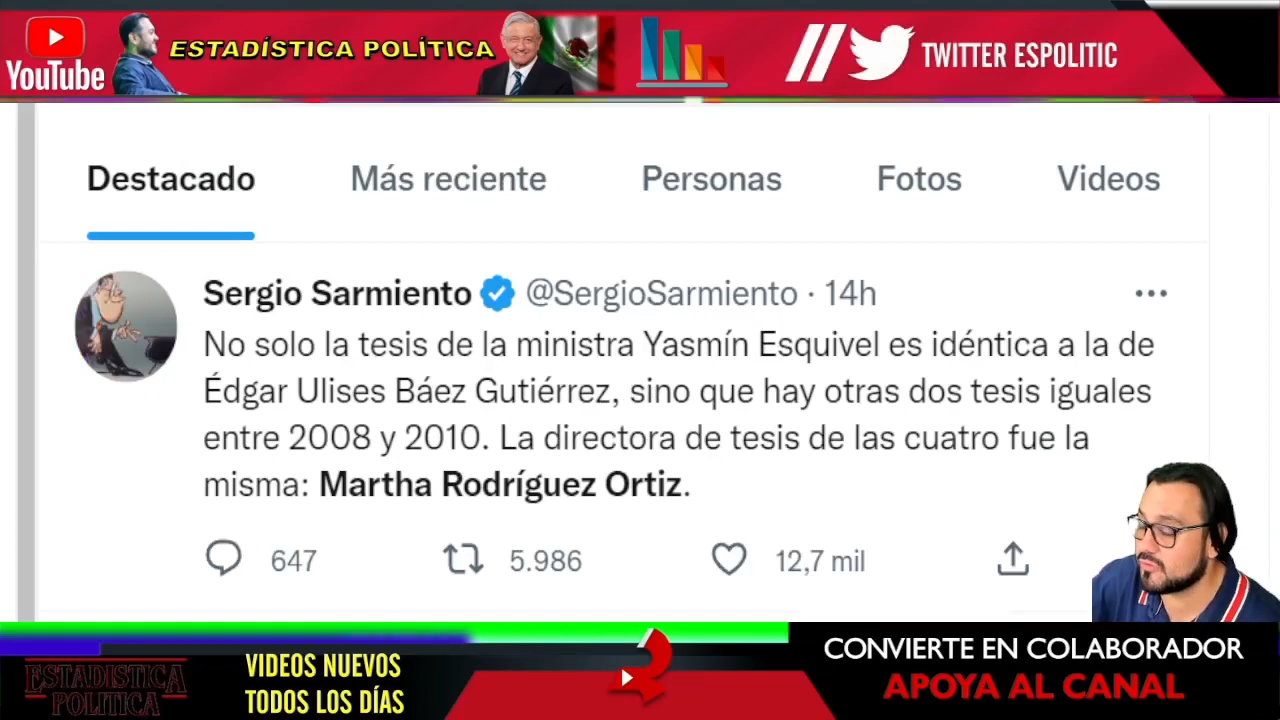 YouTube
ESTADÍSTICA POLÍTICA
TWITTER ESPOLITIC
Destacado Más reciente Personas Fotos Videos
Sergio Sarmiento @SergioSarmiento · 14h
No solo la tesis de la ministra Yasmín Esquivel es idéntica a la de
Édgar Ulises Báez Gutiérrez, sino que hay otras dos tesis iguales
entre 2008 y 2010. La directora de tesis de las cuatro fue la
misma: Martha Rodríguez Ortiz.
647 5.986 12,7 mil
ESTADISTICA
POLITICA
VIDEOS NUEVOS
TODOS LOS DÍAS
CONVIERTE EN COLABORADOR
APOYA AL CANAL